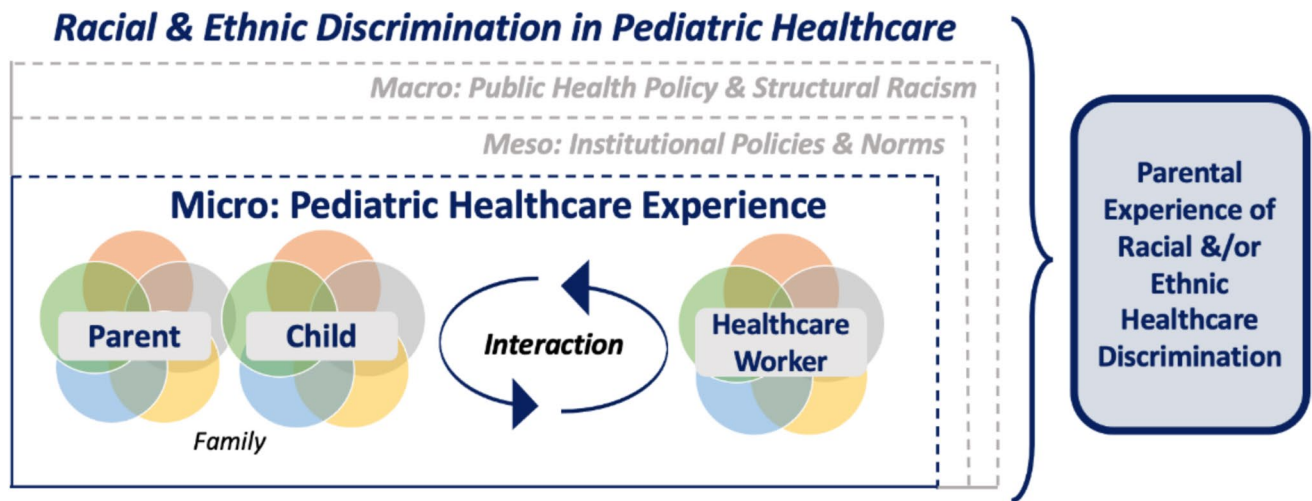 Racial & Ethnic Discrimination in Pediatric Healthcare
Macro: Public Health Policy & Structural Racism
Meso: Institutional Policies & Norms
Micro: Pediatric Healthcare Experience
Parent
Child
Family
Interaction
Healthcare
Worker
Parental
Experience of
Racial &/or
Ethnic
Healthcare
Discrimination